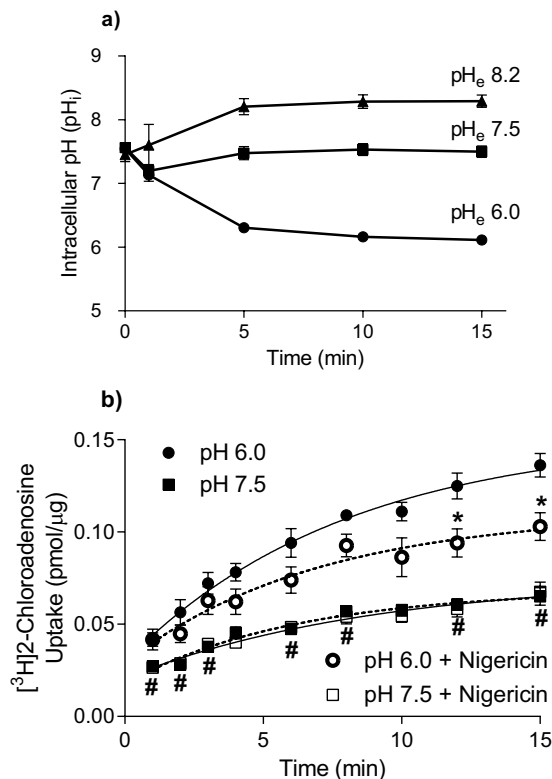 a)
Intracellular pH (pHi)
9
8
7
6
5
pHe 8.2
pHe 7.5
pHe 6.0
0
5
10
15
Time (min)
b)
[³H]2-Chloroadenosine
Uptake (pmol/µg)
0.15
0.10
0.05
0.00
pH 6.0
pH 7.5
*
*
# # # # # # #
pH 6.0 + Nigericin
pH 7.5 + Nigericin
0
5
10
15
Time (min)